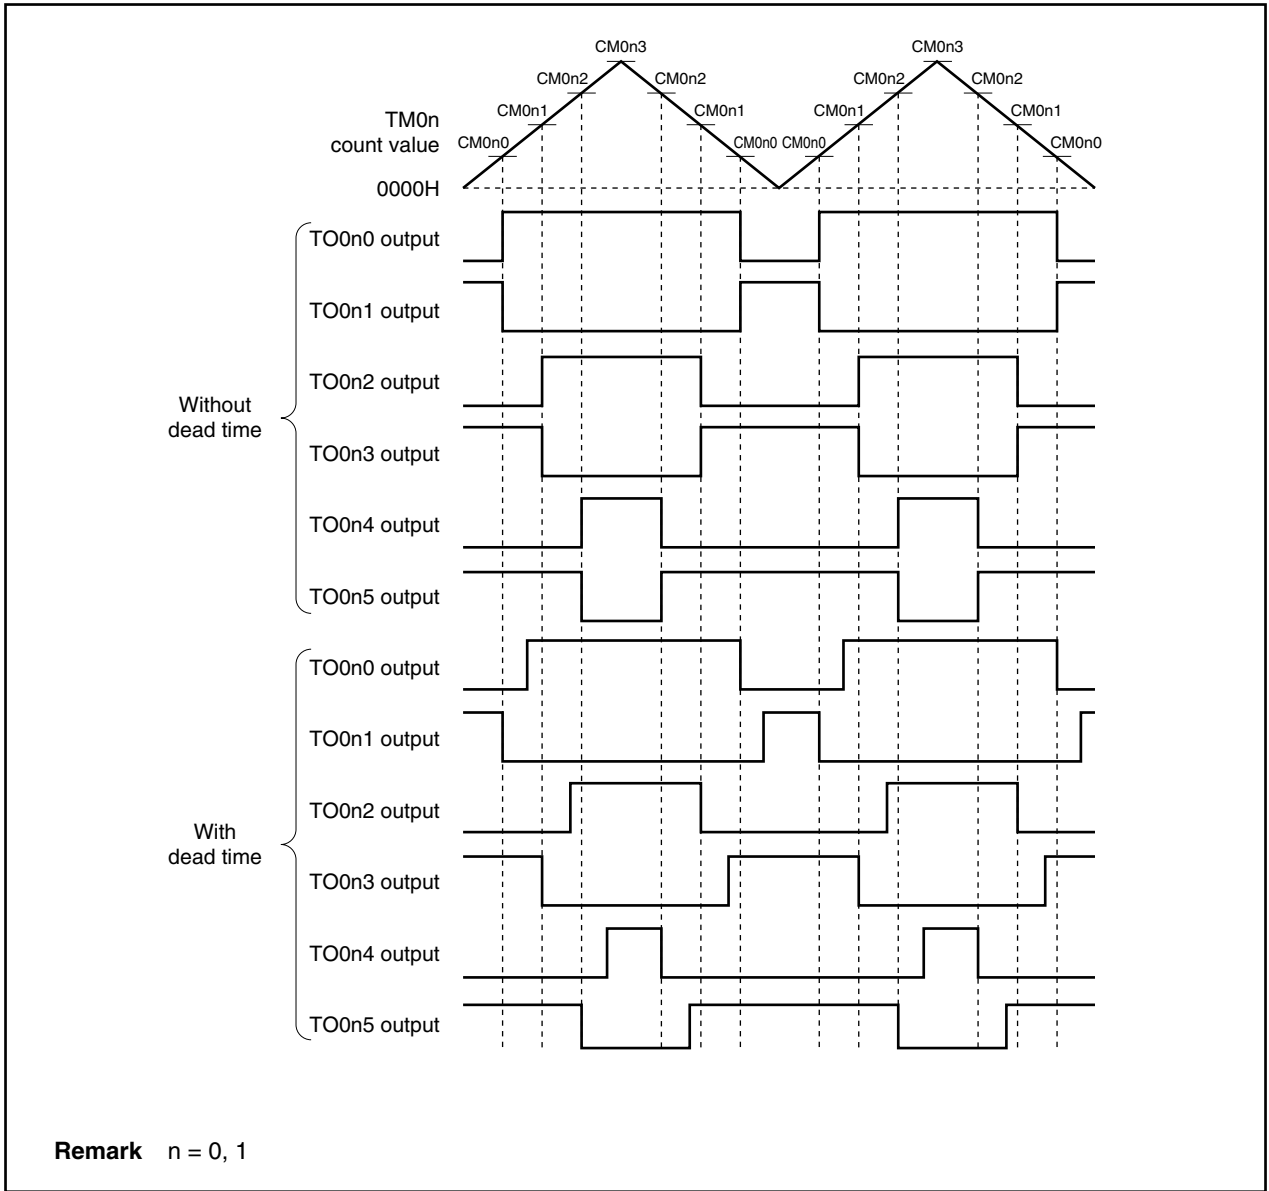 CM0n3 CM0n3
CM0n2 CM0n2 CM0n2 CM0n2
CM0n1 CM0n1 CM0n1 CM0n1
TM0n
count value
CM0n0 CM0n0 CM0n0 CM0n0
0000H
Without
dead time
TO0n0 output
TO0n1 output
TO0n2 output
TO0n3 output
TO0n4 output
TO0n5 output
With
dead time
TO0n0 output
TO0n1 output
TO0n2 output
TO0n3 output
TO0n4 output
TO0n5 output
Remark n = 0, 1